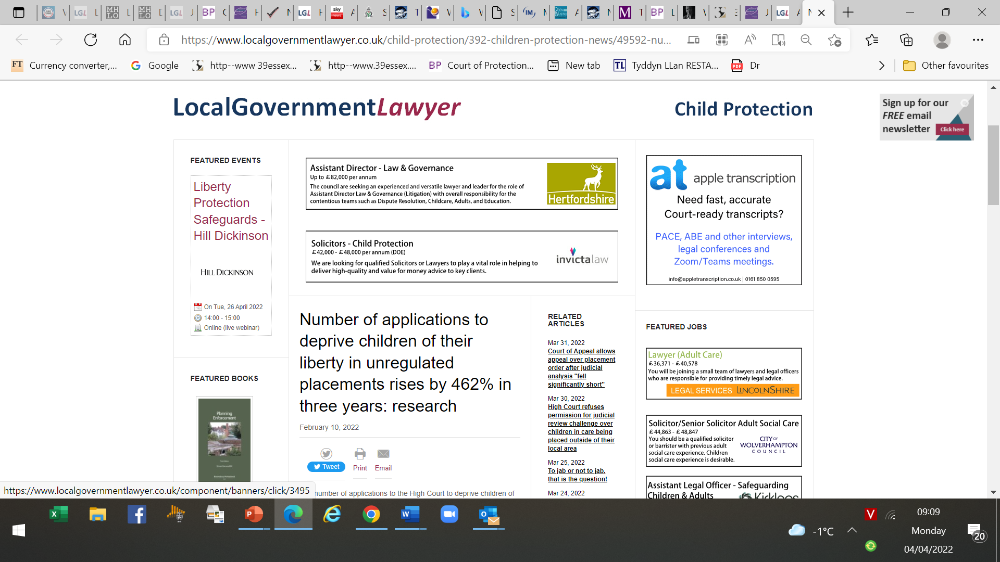 https://www.localgovernmentlawyer.co.uk/child-protection/392-children-protection-news/49592-nu...
FT Currency converter,...
Google
http--www 39essex...
http--www.39essex....
BP Court of Protection...
New tab
TL Tyddyn LLan RESTA...
PDF Dr
Other favourites
LocalGovernmentLawyer
Child Protection
Sign up for our
FREE email
newsletter
Click here
FEATURED EVENTS
Liberty
Protection
Safeguards -
Hill Dickinson
HILL DICKINSON
On Tue, 26 April 2022
14:00 - 15:00
Online (live webinar)
FEATURED BOOKS
Planning
Enforcement
Assistant Director - Law & Governance
Up to £82,000 per annum
The council are seeking an experienced and versatile lawyer and leader for the role of
Assistant Director Law & Governance (Litigation) with overall responsibility for the
contentious teams such as Dispute Resolution, Childcare, Adults, and Education.
Hertfordshire
Solicitors - Child Protection
£42,000 - £48,000 per annum (DOE)
We are looking for qualified Solicitors or Lawyers to play a vital role in helping to
deliver high-quality and value for money advice to key clients.
invictalaw
Number of applications to
deprive children of their
liberty in unregulated
placements rises by 462% in
three years: research
February 10, 2022
Tweet
Print
Email
number of applications to the High Court to deprive children of
RELATED
ARTICLES
Mar 31, 2022
Court of Appeal allows
appeal over placement
order after judicial
analysis "fell
significantly short"
Mar 30, 2022
High Court refuses
permission for judicial
review challenge over
children in care being
placed outside of their
local area
Mar 25, 2022
To jab or not to jab,
that is the question!
Mar 24, 2022
at apple transcription
Need fast, accurate
Court-ready transcripts?
PACE, ABE and other interviews,
legal conferences and
Zoom/Teams meetings.
info@appletranscription.co.uk | 0161 850 0595
FEATURED JOBS
Lawyer (Adult Care)
£36,371 - £40,578
You will be joining a small team of lawyers and legal officers
who are responsible for providing timely legal advice.
LEGAL SERVICES LINCOLNSHIRE
Solicitor/Senior Solicitor Adult Social Care
£44,863 - £48,847
You should be a qualified solicitor
or barrister with previous adult
social care experience. Children
social care experience is desirable.
CITY OF
WOLVERHAMPTON
COUNCIL
Assistant Legal Officer - Safeguarding
Children & Adults
Kirklees
https://www.localgovernmentlawyer.co.uk/component/banners/click/3495
-1°C
09:09
Monday
04/04/2022
20